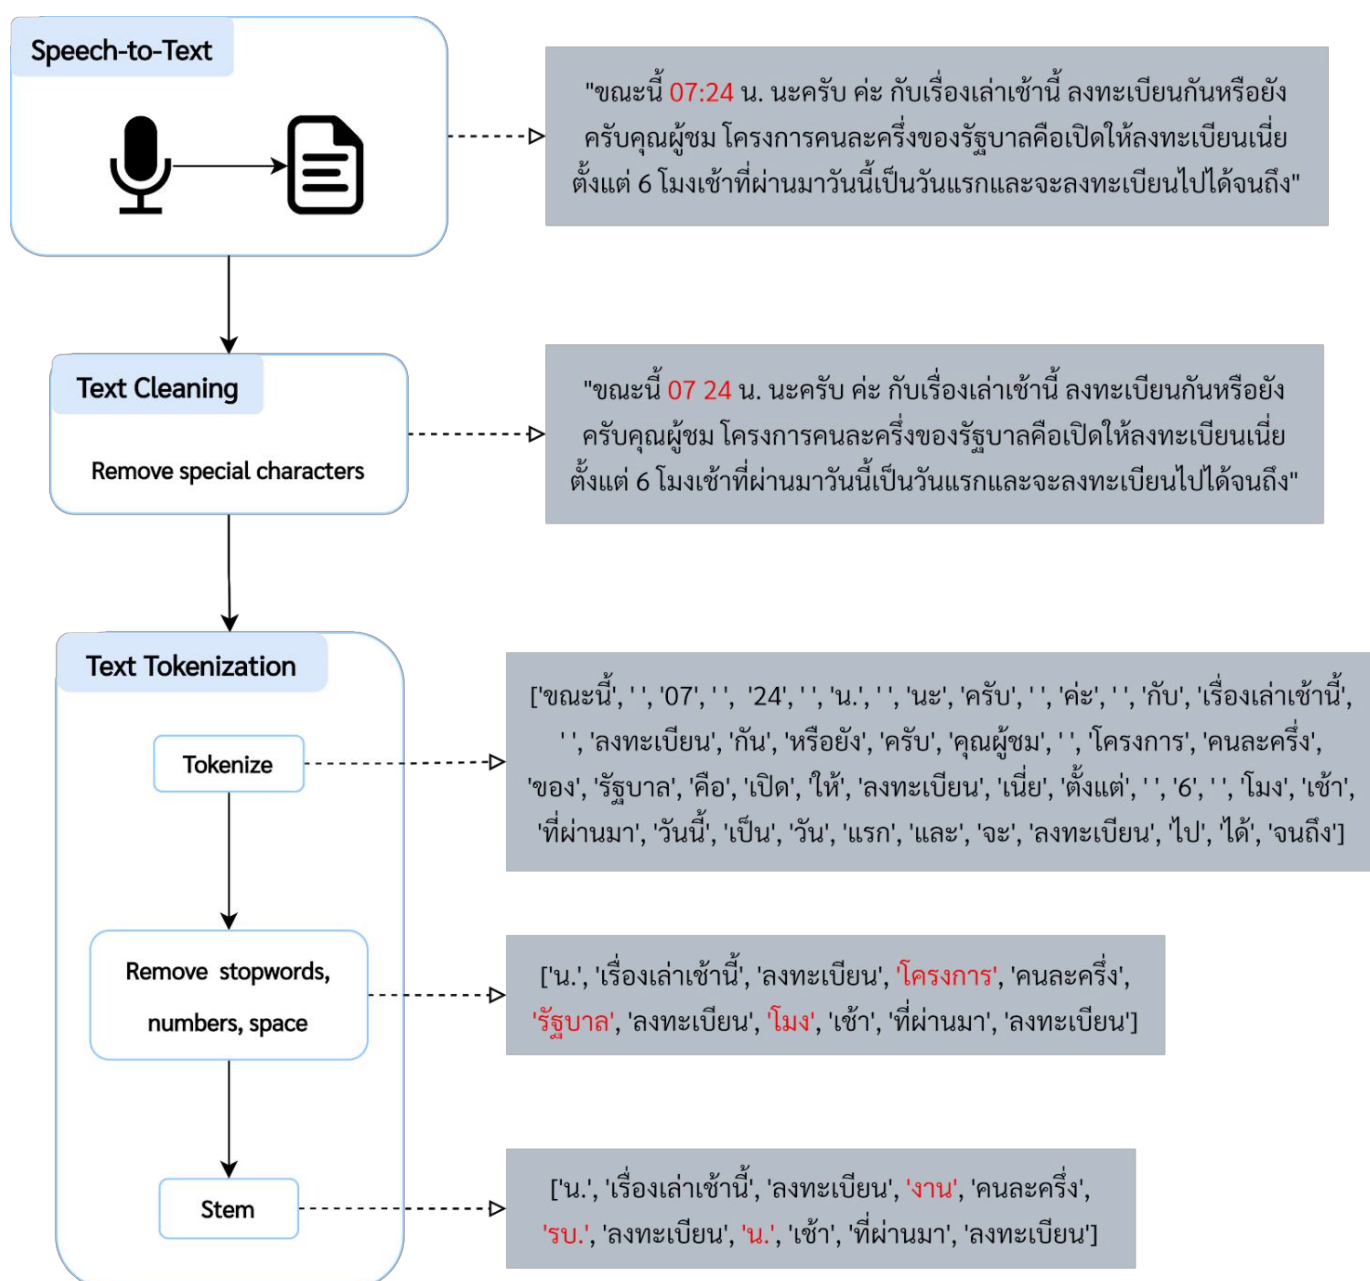 Speech-to-Text
"ขณะนี้ 07:24 น. นะครับ ค่ะ กับเรื่องเล่าเช้านี้ ลงทะเบียนกันหรือยัง
ครับคุณผู้ชม โครงการคนละครึ่งของรัฐบาลคือเปิดให้ลงทะเบียนเนี่ย
ตั้งแต่ 6 โมงเช้าที่ผ่านมาวันนี้เป็นวันแรกและจะลงทะเบียนไปได้จนถึง"
Text Cleaning
Remove special characters
"ขณะนี้ 07 24 น. นะครับ ค่ะ กับเรื่องเล่าเช้านี้ ลงทะเบียนกันหรือยัง
ครับคุณผู้ชม โครงการคนละครึ่งของรัฐบาลคือเปิดให้ลงทะเบียนเนี่ย
ตั้งแต่ 6 โมงเช้าที่ผ่านมาวันนี้เป็นวันแรกและจะลงทะเบียนไปได้จนถึง"
Text Tokenization
Tokenize
['ขณะนี้', ' ', '07', ' ', '24', ' ', 'น.', ' ', 'นะ', 'ครับ', ' ', 'ค่ะ', ' ', 'กับ', 'เรื่องเล่าเช้านี้',
' ', 'ลงทะเบียน', 'กัน', 'หรือยัง', 'ครับ', 'คุณผู้ชม', ' ', 'โครงการ', 'คนละครึ่ง',
'ของ', 'รัฐบาล', 'คือ', 'เปิด', 'ให้', 'ลงทะเบียน', 'เนี่ย', 'ตั้งแต่', ' ', '6', ' ', 'โมง', 'เช้า',
'ที่ผ่านมา', 'วันนี้', 'เป็น', 'วัน', 'แรก', 'และ', 'จะ', 'ลงทะเบียน', 'ไป', 'ได้', 'จนถึง']
Remove stopwords,
numbers, space
['น.', 'เรื่องเล่าเช้านี้', 'ลงทะเบียน', 'โครงการ', 'คนละครึ่ง',
'รัฐบาล', 'ลงทะเบียน', 'โมง', 'เช้า', 'ที่ผ่านมา', 'ลงทะเบียน']
Stem
['น.', 'เรื่องเล่าเช้านี้', 'ลงทะเบียน', 'งาน', 'คนละครึ่ง',
'รบ.', 'ลงทะเบียน', 'น.', 'เช้า', 'ที่ผ่านมา', 'ลงทะเบียน']